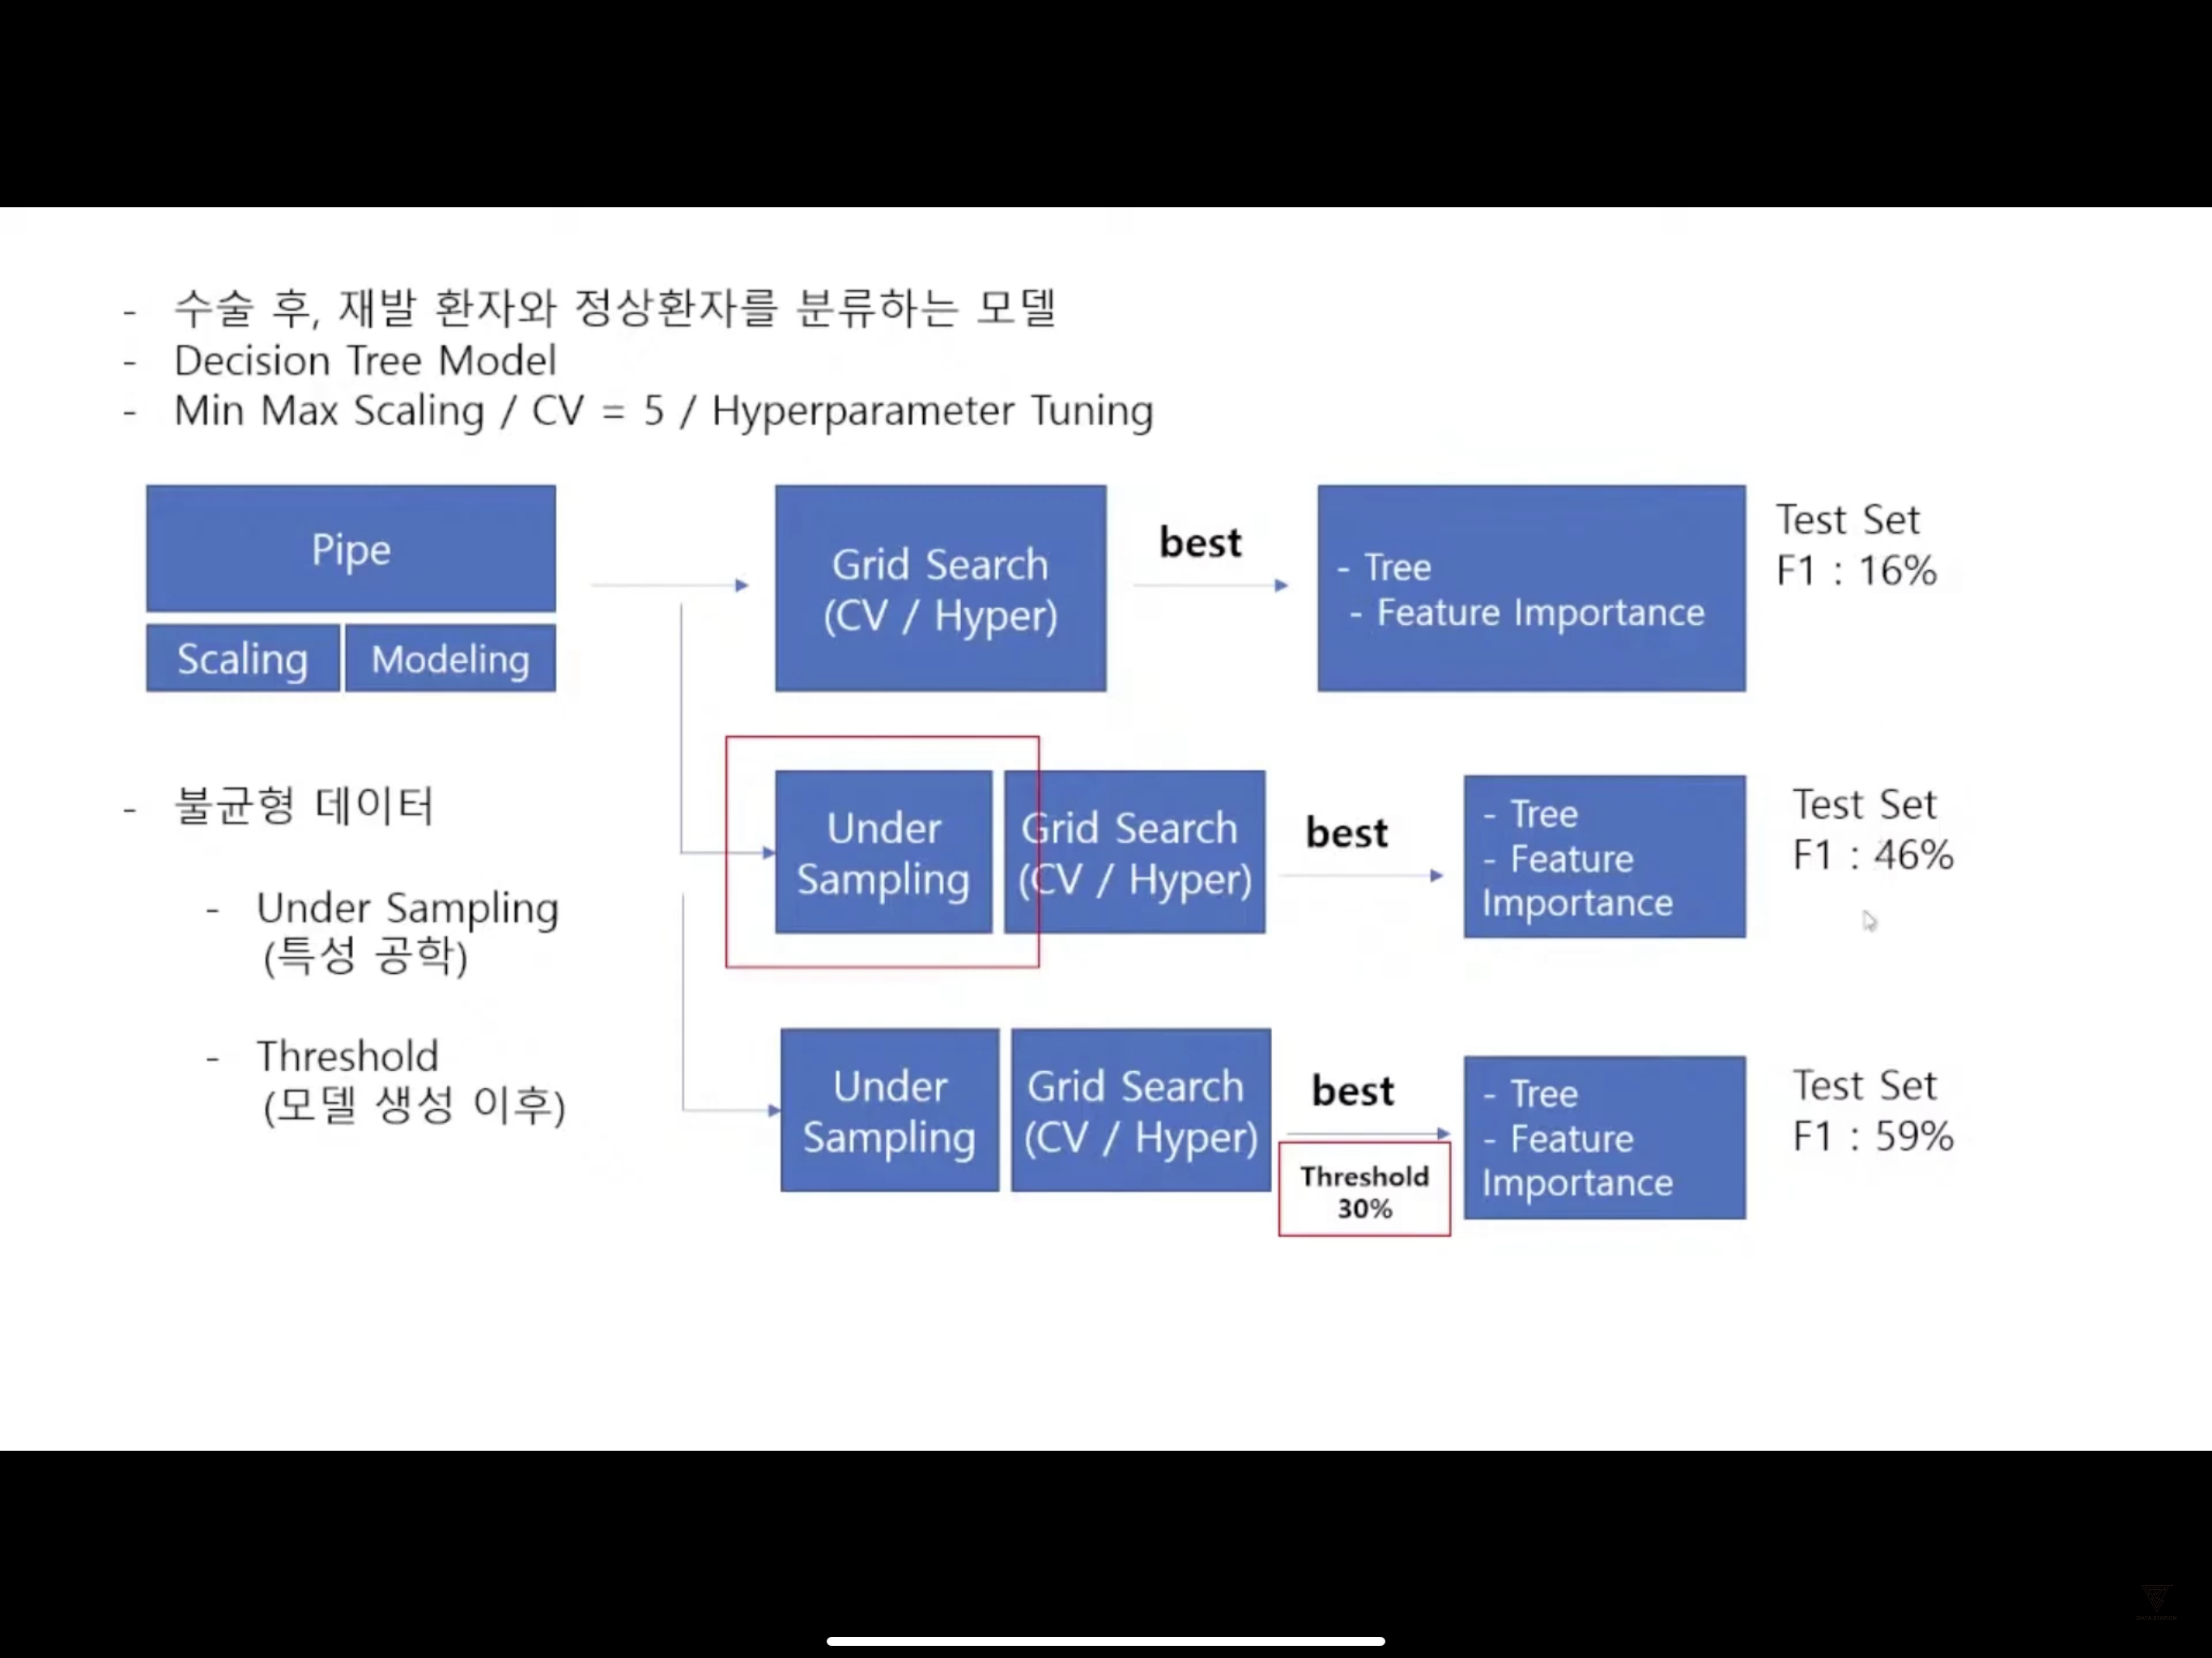 - 수술 후, 재발 환자와 정상환자를 분류하는 모델
- Decision Tree Model
- Min Max Scaling / CV = 5 / Hyperparameter Tuning
Pipe
Scaling
Modeling
Grid Search
(CV / Hyper)
best
- Tree
- Feature Importance
Test Set
F1 : 16%
- 불균형 데이터
- Under Sampling
(특성 공학)
- Threshold
(모델 생성 이후)
Under
Sampling
Grid Search
(CV / Hyper)
best
- Tree
- Feature
Importance
Test Set
F1 : 46%
Under
Sampling
Grid Search
(CV / Hyper)
best
Threshold
30%
- Tree
- Feature
Importance
Test Set
F1 : 59%